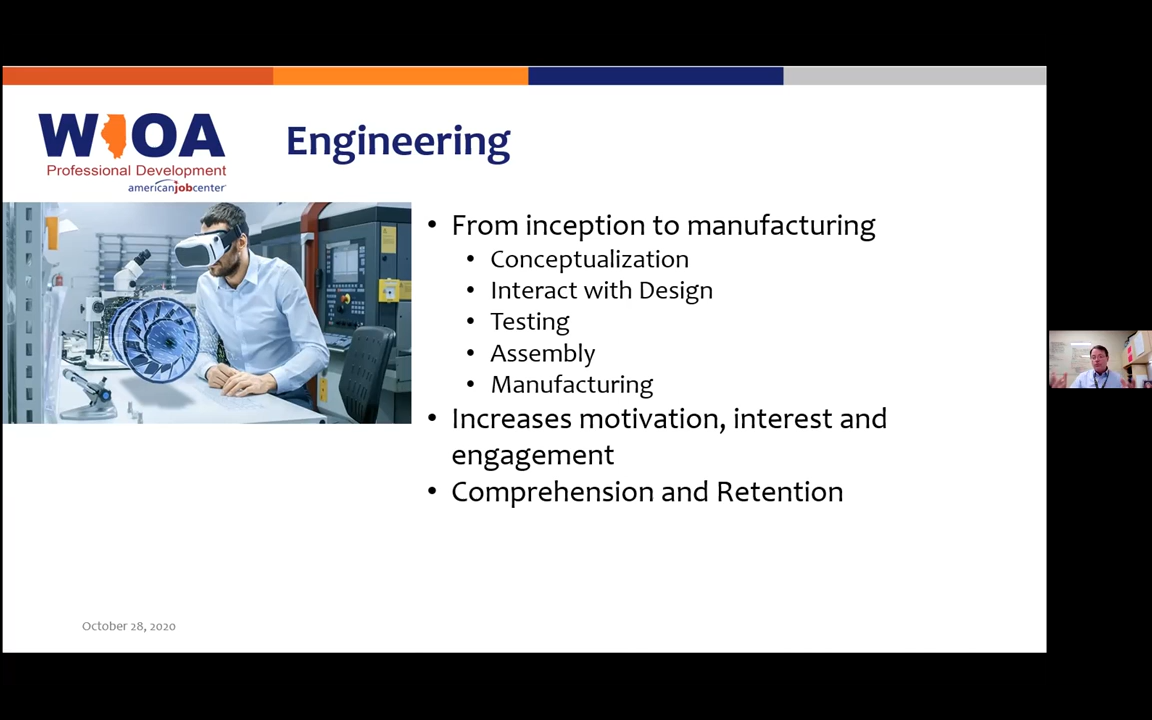 WIOA
Professional Development
americanjobcenter
Engineering
• From inception to manufacturing
• Conceptualization
• Interact with Design
• Testing
• Assembly
• Manufacturing
• Increases motivation, interest and
engagement
• Comprehension and Retention
October 28, 2020